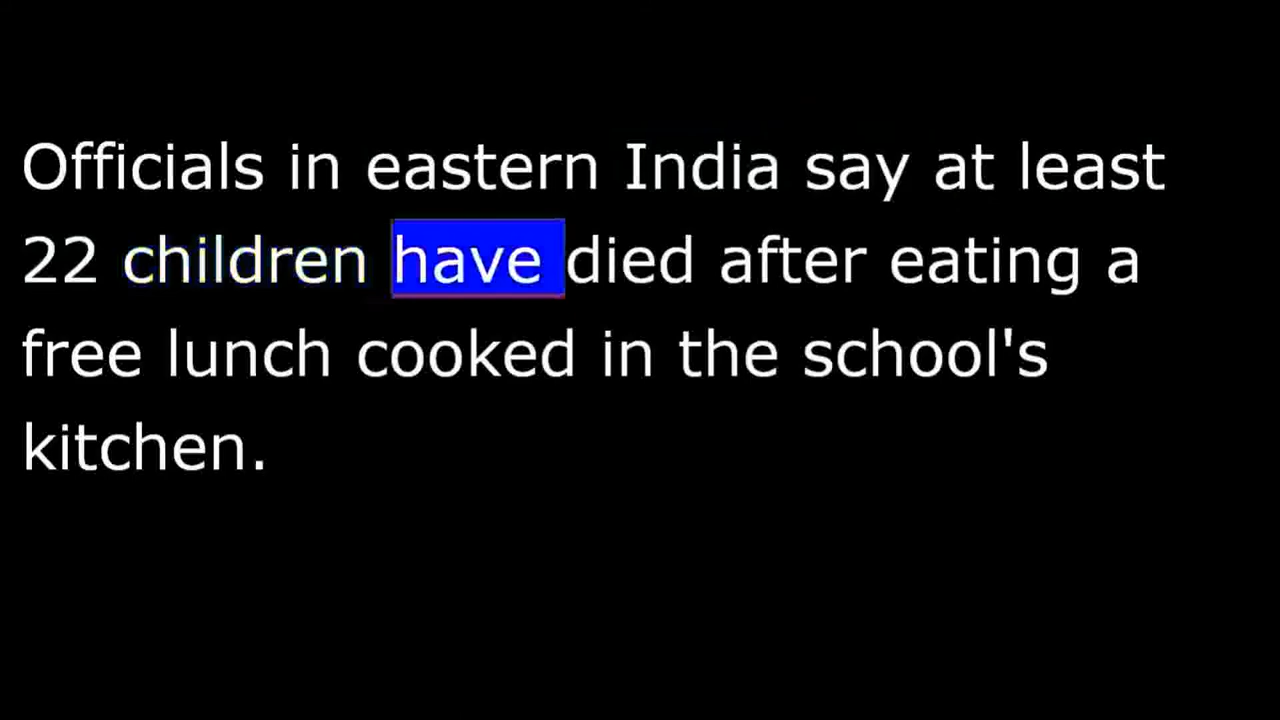 Officials in eastern India say at least
22 children have died after eating a
free lunch cooked in the school's
kitchen.